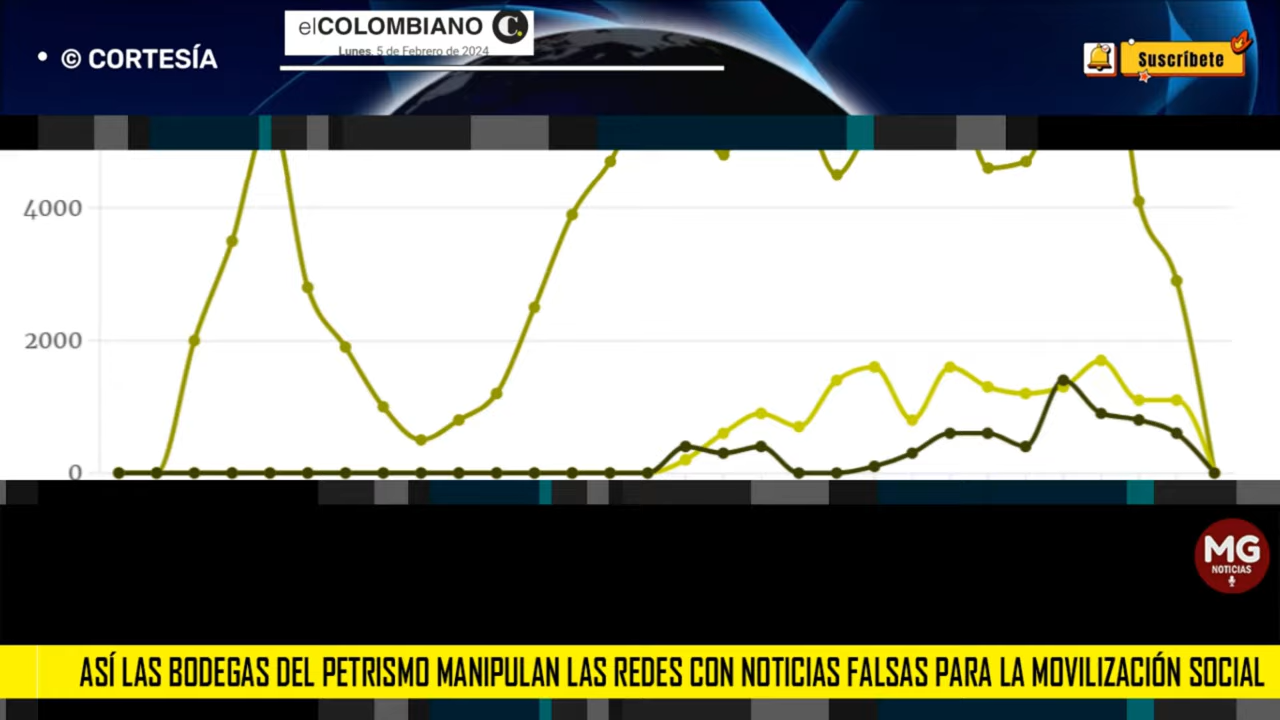 • © CORTESÍA
elCOLOMBIANO C.
Lunes, 5 de Febrero de 2024
Suscríbete
4000
2000
0
MG
NOTICIAS
ASÍ LAS BODEGAS DEL PETRISMO MANIPULAN LAS REDES CON NOTICIAS FALSAS PARA LA MOVILIZACIÓN SOCIAL